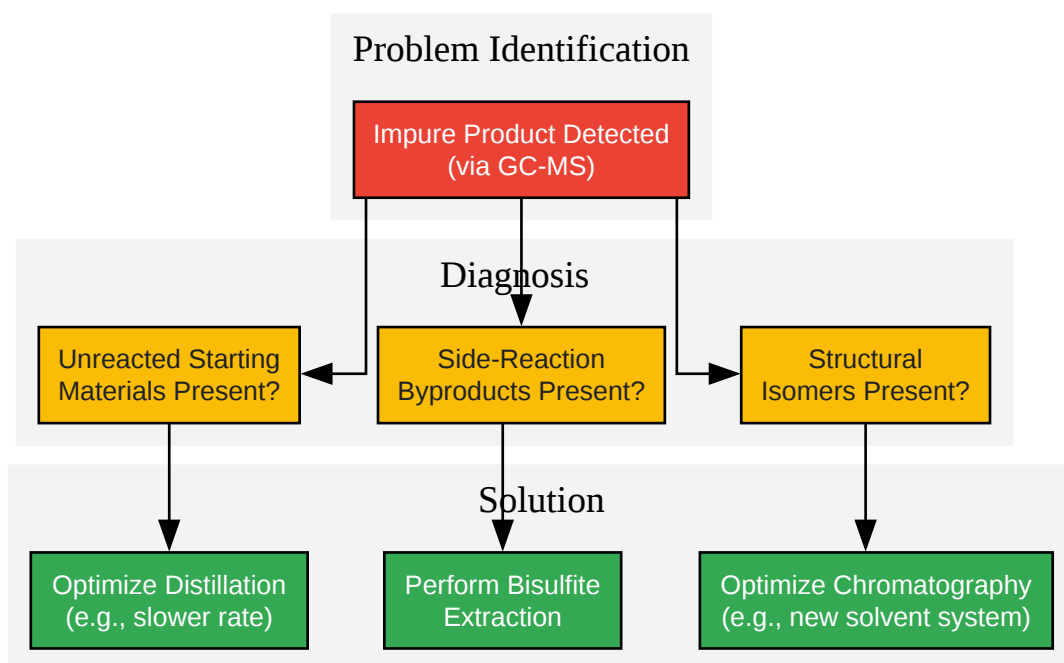 Problem Identification
Impure Product Detected
(via GC-MS)
Diagnosis
Unreacted Starting
Materials Present?
Side-Reaction
Byproducts Present?
Structural
Isomers Present?
Solution
Optimize Distillation
(e.g., slower rate)
Perform Bisulfite
Extraction
Optimize Chromatography
(e.g., new solvent system)